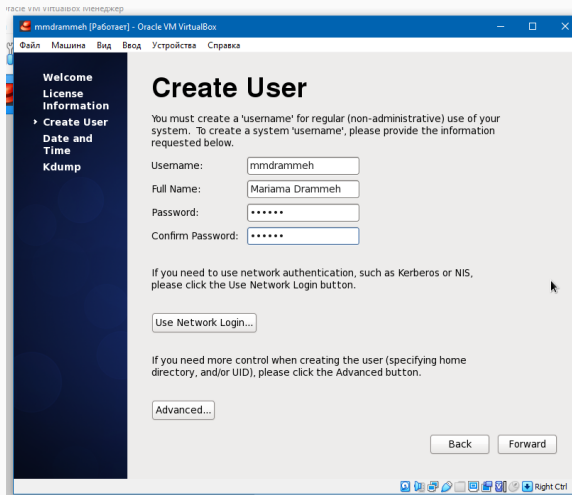 Oracle VM VirtualBox Менеджер
mmdrammeh [Работает] - Oracle VM VirtualBox
Файл Машина Вид Ввод Устройства Справка
Welcome
License
Information
Create User
Date and
Time
Kdump
Create User
You must create a 'username' for regular (non-administrative) use of your
system. To create a system 'username', please provide the information
requested below.
Username: mmdrammeh
Full Name: Mariama Drammeh
Password: ••••••
Confirm Password: ••••••
If you need to use network authentication, such as Kerberos or NIS,
please click the Use Network Login button.
Use Network Login...
If you need more control when creating the user (specifying home
directory, and/or UID), please click the Advanced button.
Advanced...
Back Forward
Right Ctrl